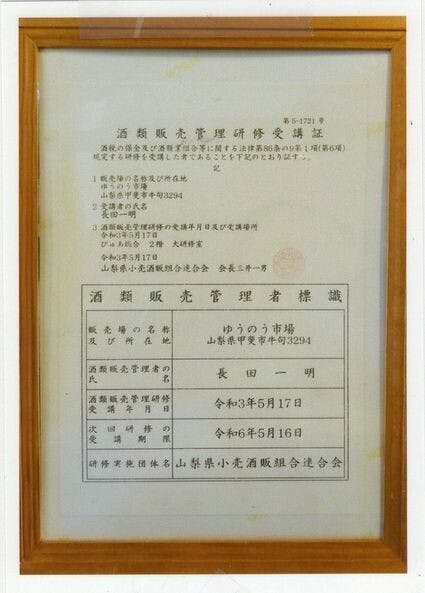 第5-1721号
酒類販売管理研修受講証
酒税の保全及び酒類業組合等に関する法律第86条の9第1項(第6項)
規定する研修を受講した者であることを下記のとおり証する。
記
1 販売場の名称及び所在地
ゆうのう市場
山梨県甲斐市牛句3294
2 受講者の氏名
長田一明
3 酒類販売管理研修の受講年月日及び受講場所
令和3年5月17日
ぴゅあ総合 2階 大研修室
令和3年5月17日
山梨県小売酒販組合連合会 会長三井一男
酒類販売管理者標識
販売場の名称
及び所在地
ゆうのう市場
山梨県甲斐市牛句3294
酒類販売管理者の
氏名
長田一明
酒類販売管理研修
受講年月日
令和3年5月17日
次回研修の
受講期限
令和6年5月16日
研修実施団体名
山梨県小売酒販組合連合会